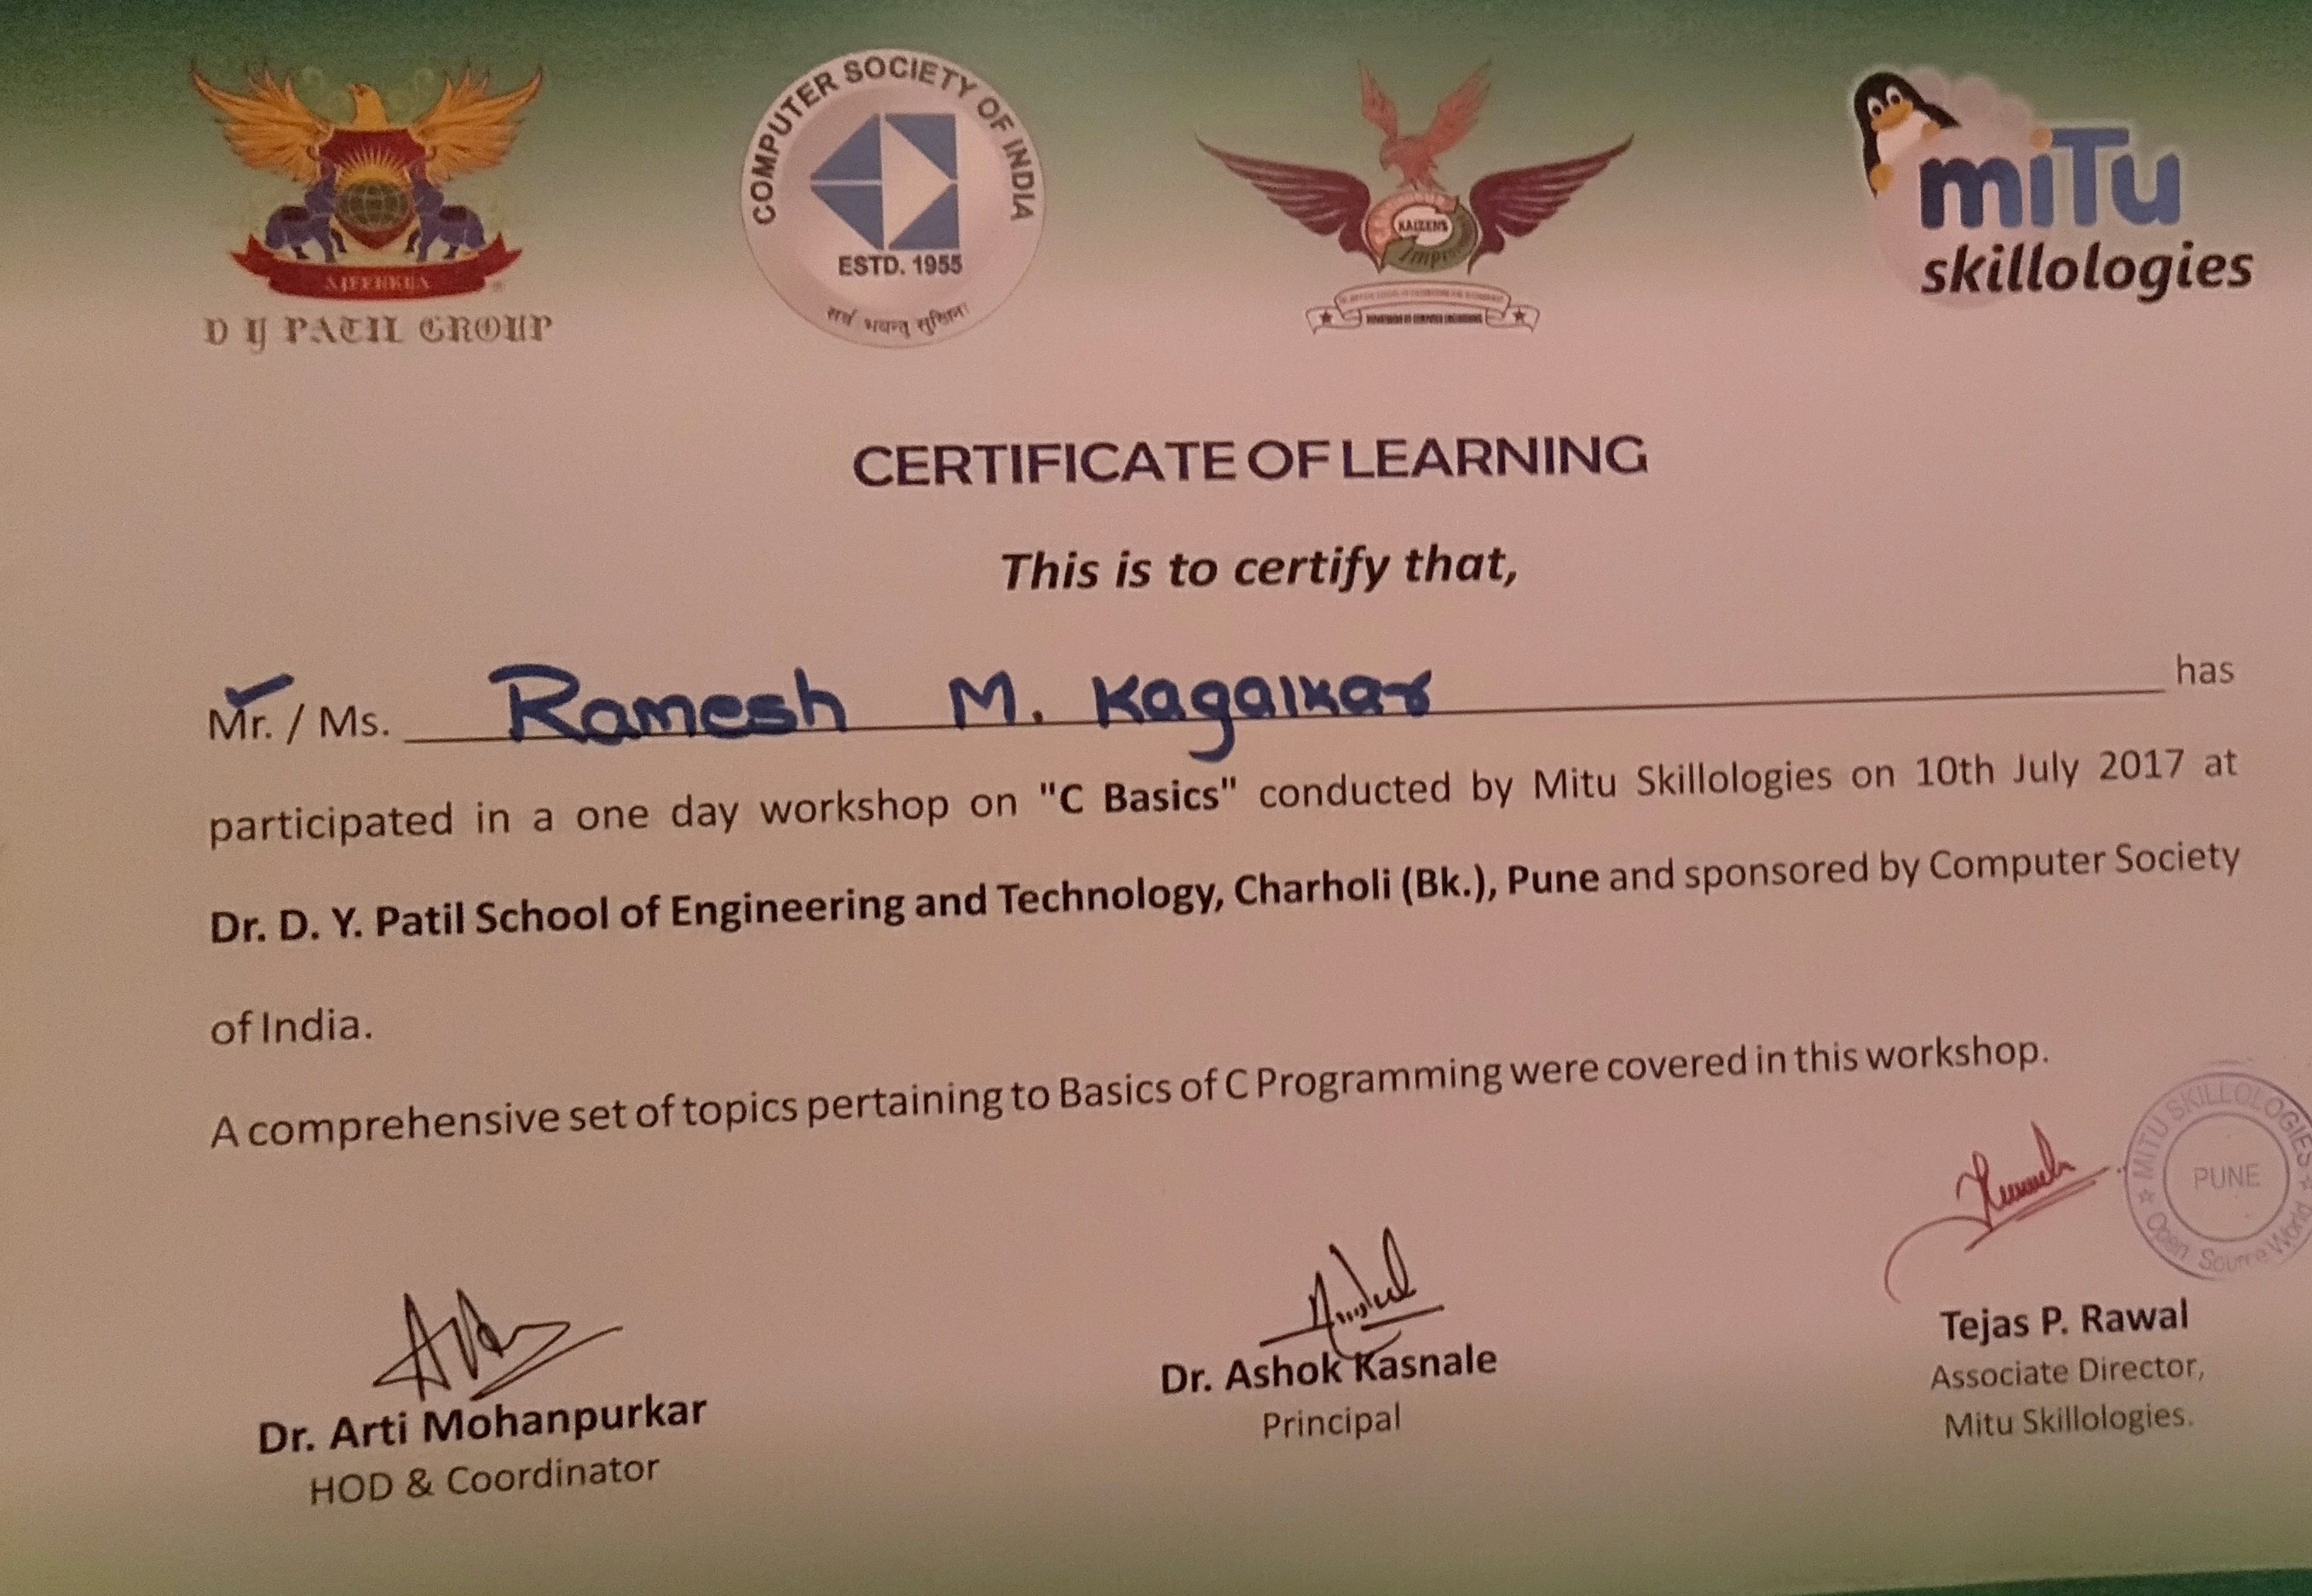 AJEENKYA
D Y PATIL GROUP
COMPUTER SOCIETY OF INDIA
ESTD. 1955
सर्वे भवन्तु सुखिनः
KAIZENS
DEPARTMENT OF COMPUTER ENGINEERING
miTu
skillologies
CERTIFICATE OF LEARNING
This is to certify that,
Mr. / Ms. Ramesh M. Kagalkar has
participated in a one day workshop on "C Basics" conducted by Mitu Skillologies on 10th July 2017 at
Dr. D. Y. Patil School of Engineering and Technology, Charholi (Bk.), Pune and sponsored by Computer Society
of India.
A comprehensive set of topics pertaining to Basics of C Programming were covered in this workshop.
MITU SKILLOLOGIES
PUNE
Open Source World
Dr. Arti Mohanpurkar
HOD & Coordinator
Dr. Ashok Kasnale
Principal
Tejas P. Rawal
Associate Director,
Mitu Skillologies.